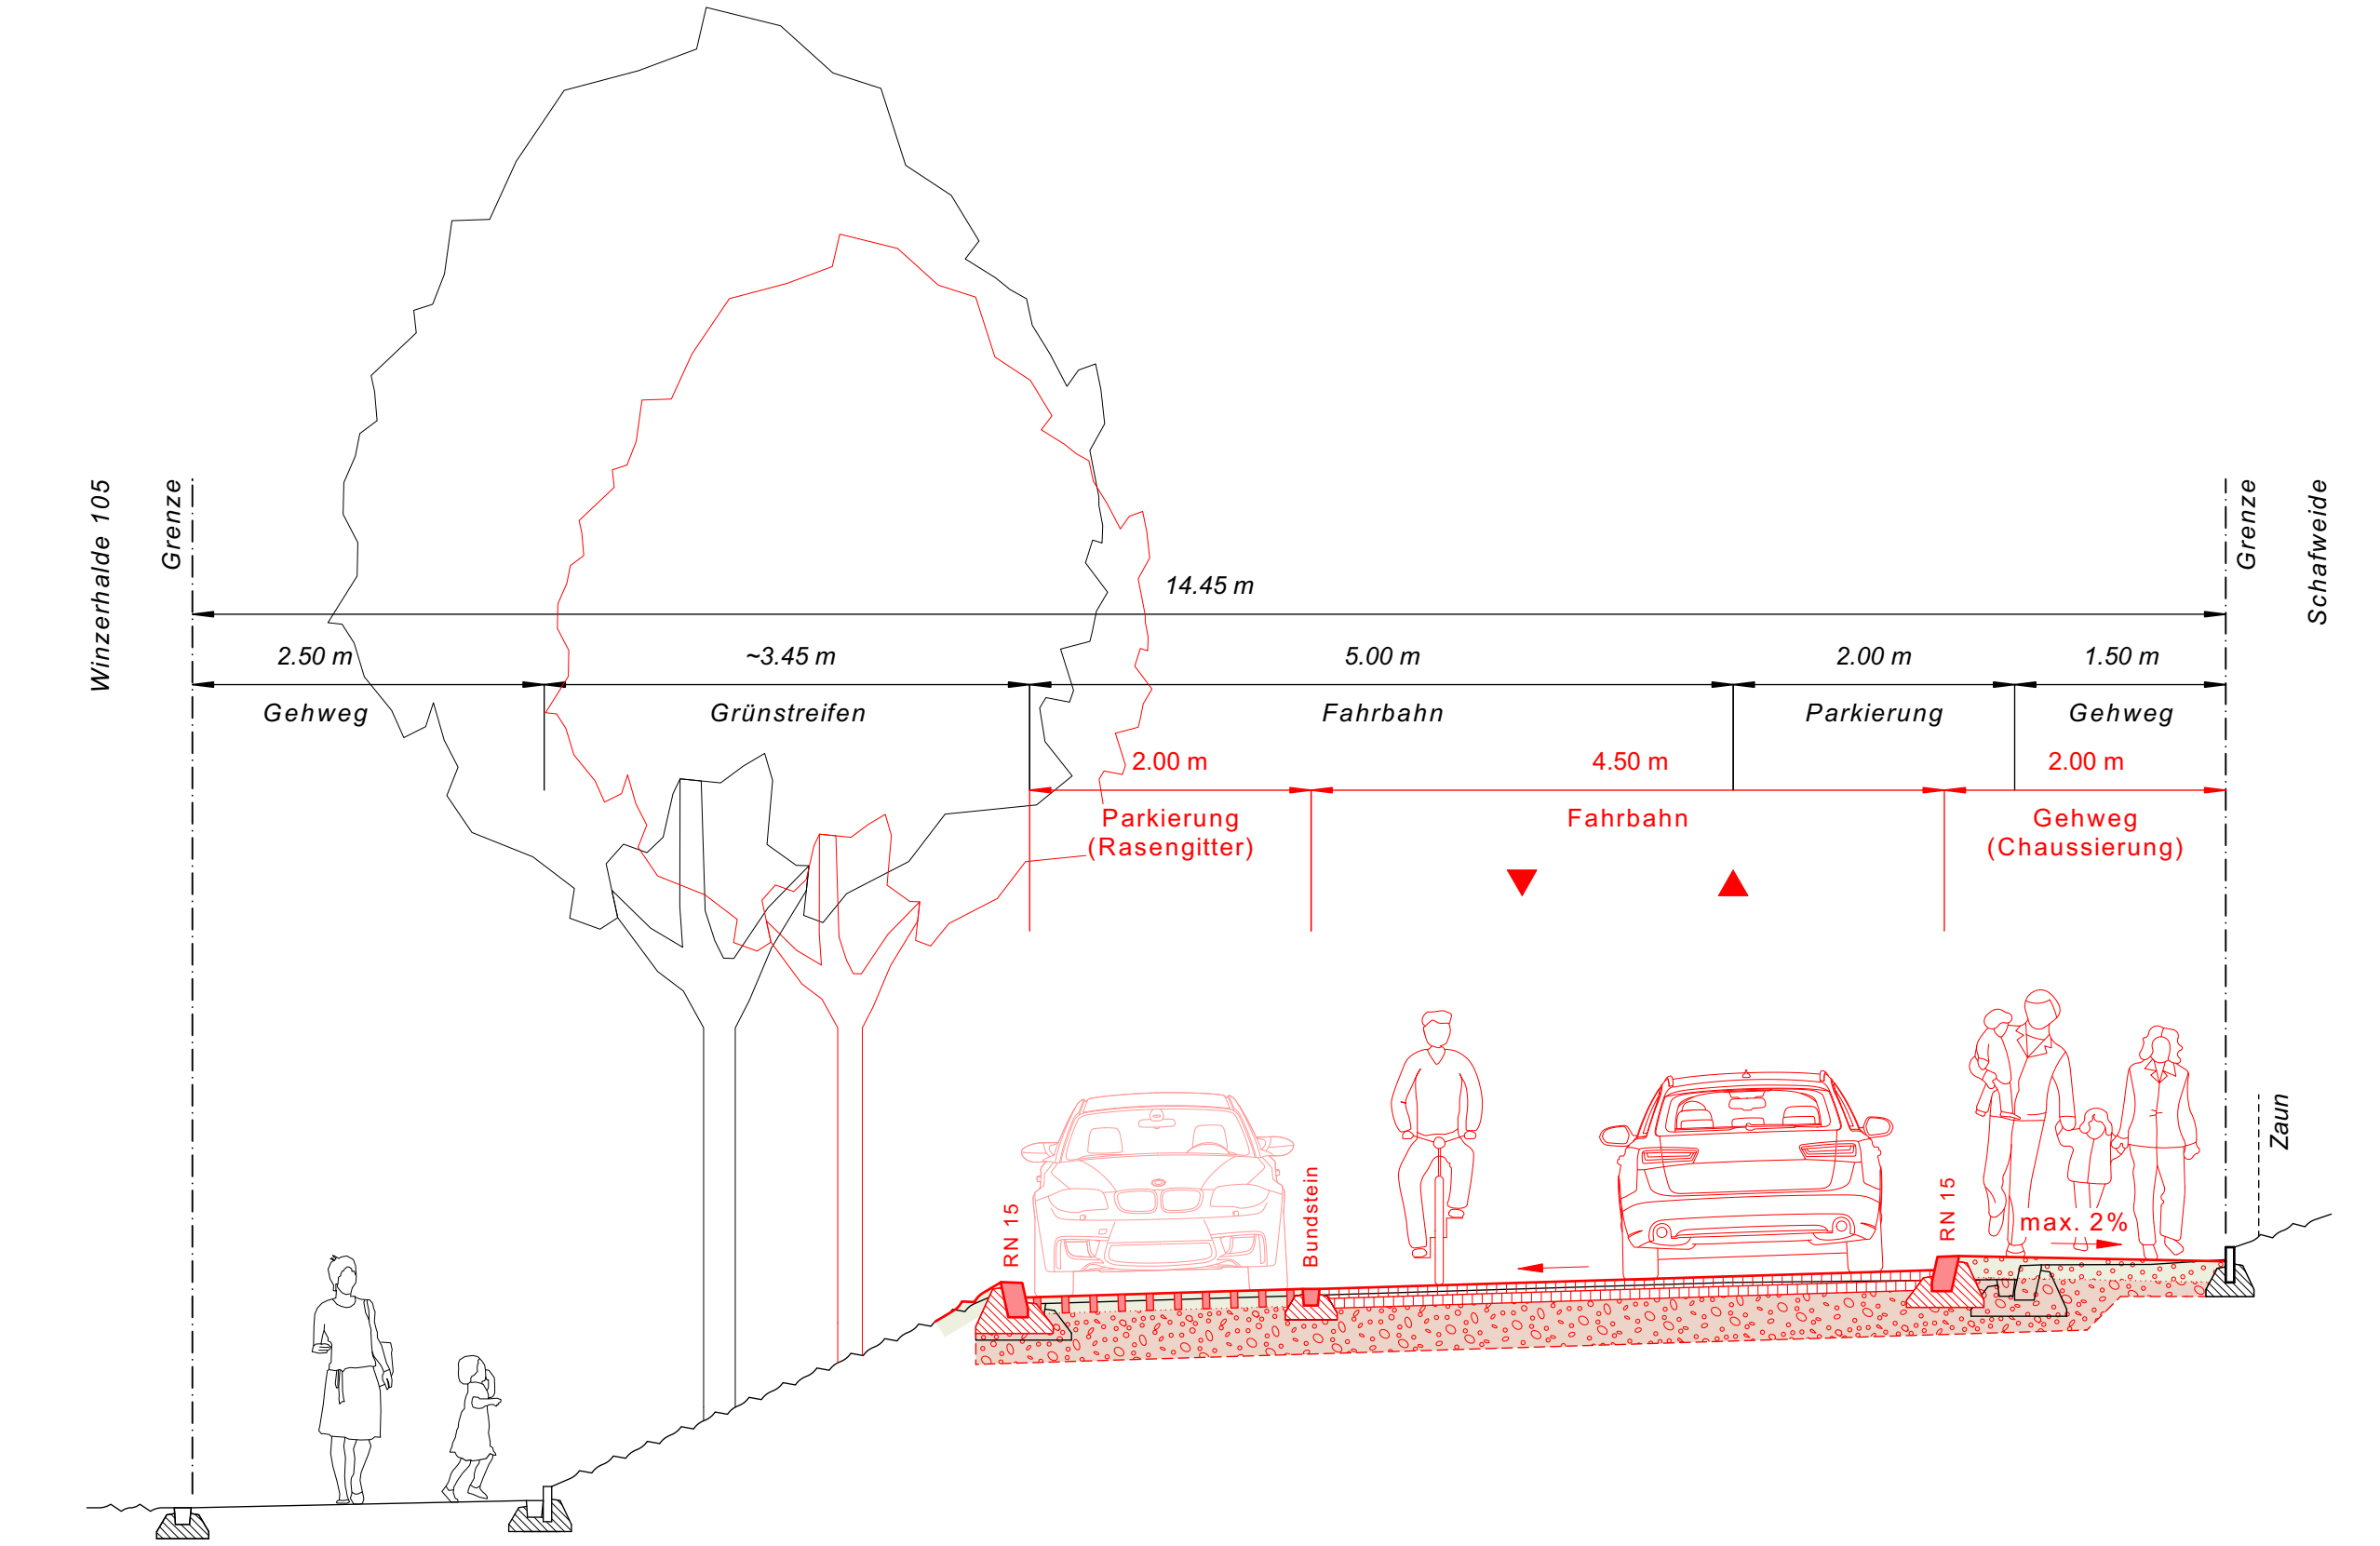 Winzerhalde 105
Grenze
Grenze
Schafweide
14.45 m
2.50 m
~3.45 m
5.00 m
2.00 m
1.50 m
Gehweg
Grünstreifen
Fahrbahn
Parkierung
Gehweg
2.00 m
4.50 m
2.00 m
Parkierung
(Rasengitter)
Fahrbahn
Gehweg
(Chaussierung)
Zaun
RN 15
Bundstein
RN 15
max. 2%